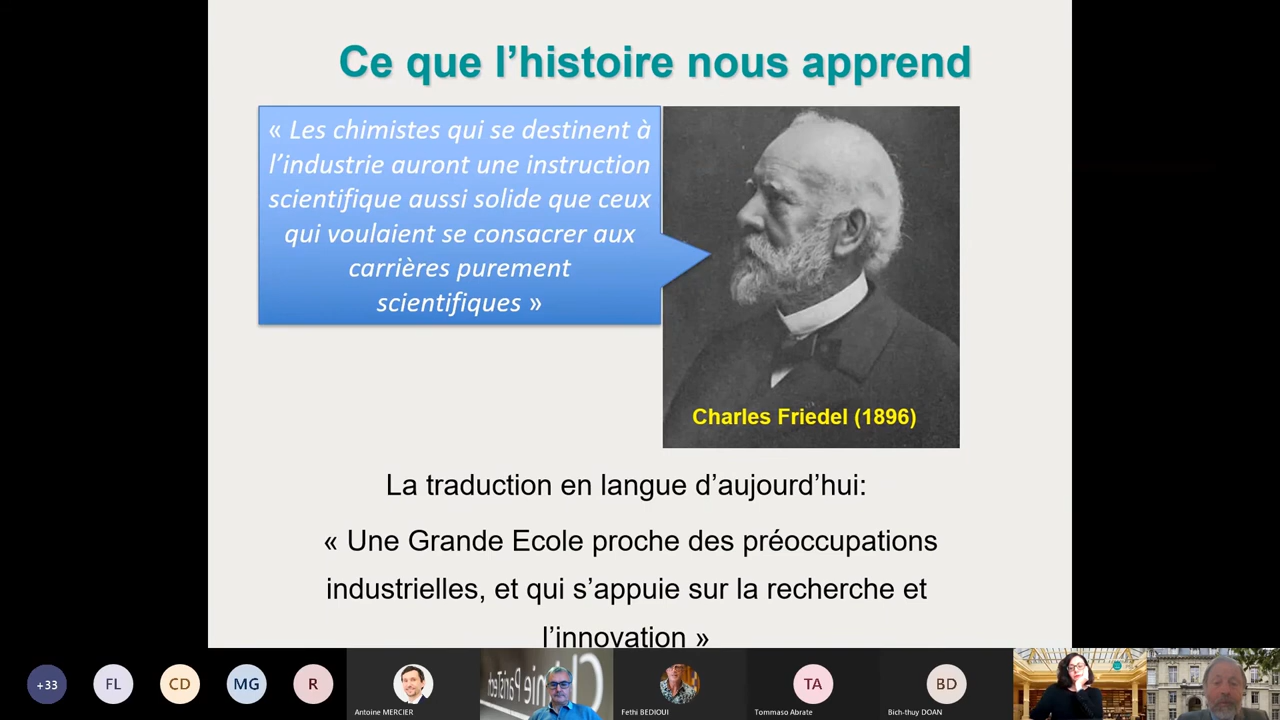 Ce que l’histoire nous apprend
« Les chimistes qui se destinent à
l’industrie auront une instruction
scientifique aussi solide que ceux
qui voulaient se consacrer aux
carrières purement
scientifiques »
Charles Friedel (1896)
La traduction en langue d’aujourd’hui:
« Une Grande Ecole proche des préoccupations
industrielles, et qui s’appuie sur la recherche et
l’innovation »
+33
FL
CD
MG
R
Antoine MERCIER
Fethi BEDIOUI
TA
Tommaso Abrate
BD
Bich-thuy DOAN